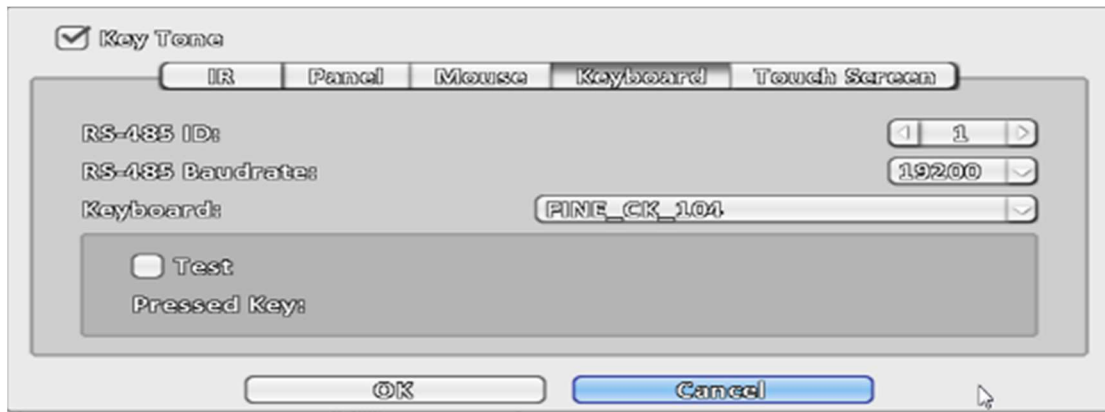 Key Tone
IR Panel Mouse Keyboard Touch Screen
RS-485 ID: 1
RS-485 Baudrate: 19200
Keyboard: PINE_CK_104
Test
Pressed Key:
OK Cancel